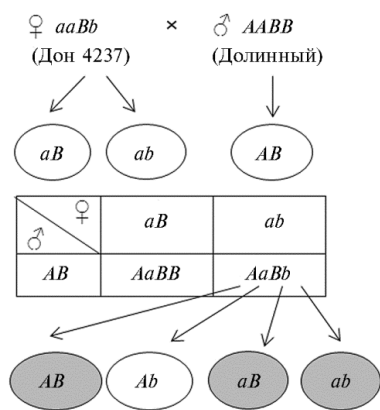 ♀ aaBb × ♂ AABB
(Дон 4237) (Долинный)
aB ab AB
♀ ♂ aB ab
AB AaBB AaBb
AB Ab aB ab